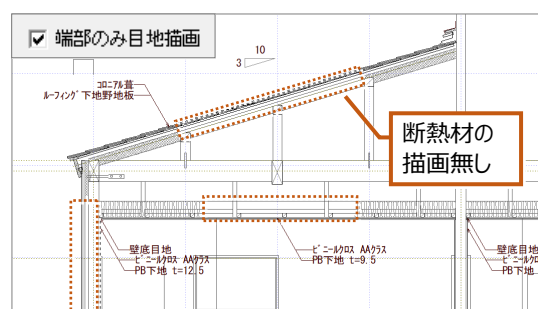 端部のみ目地描画
10
3
コロニアル葺
ルーフィング下地野地板
断熱材の
描画無し
壁底目地
ビニールクロス AAクラス
PB下地 t=12.5
ビニールクロス AAクラス
PB下地 t=9.5
壁底目地
ビニールクロ
PB下地